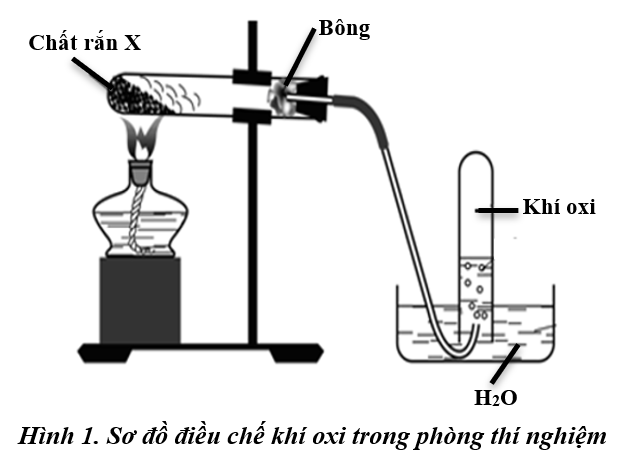 Bông
Chất rắn X
Khí oxi
H₂O
Hình 1. Sơ đồ điều chế khí oxi trong phòng thí nghiệm